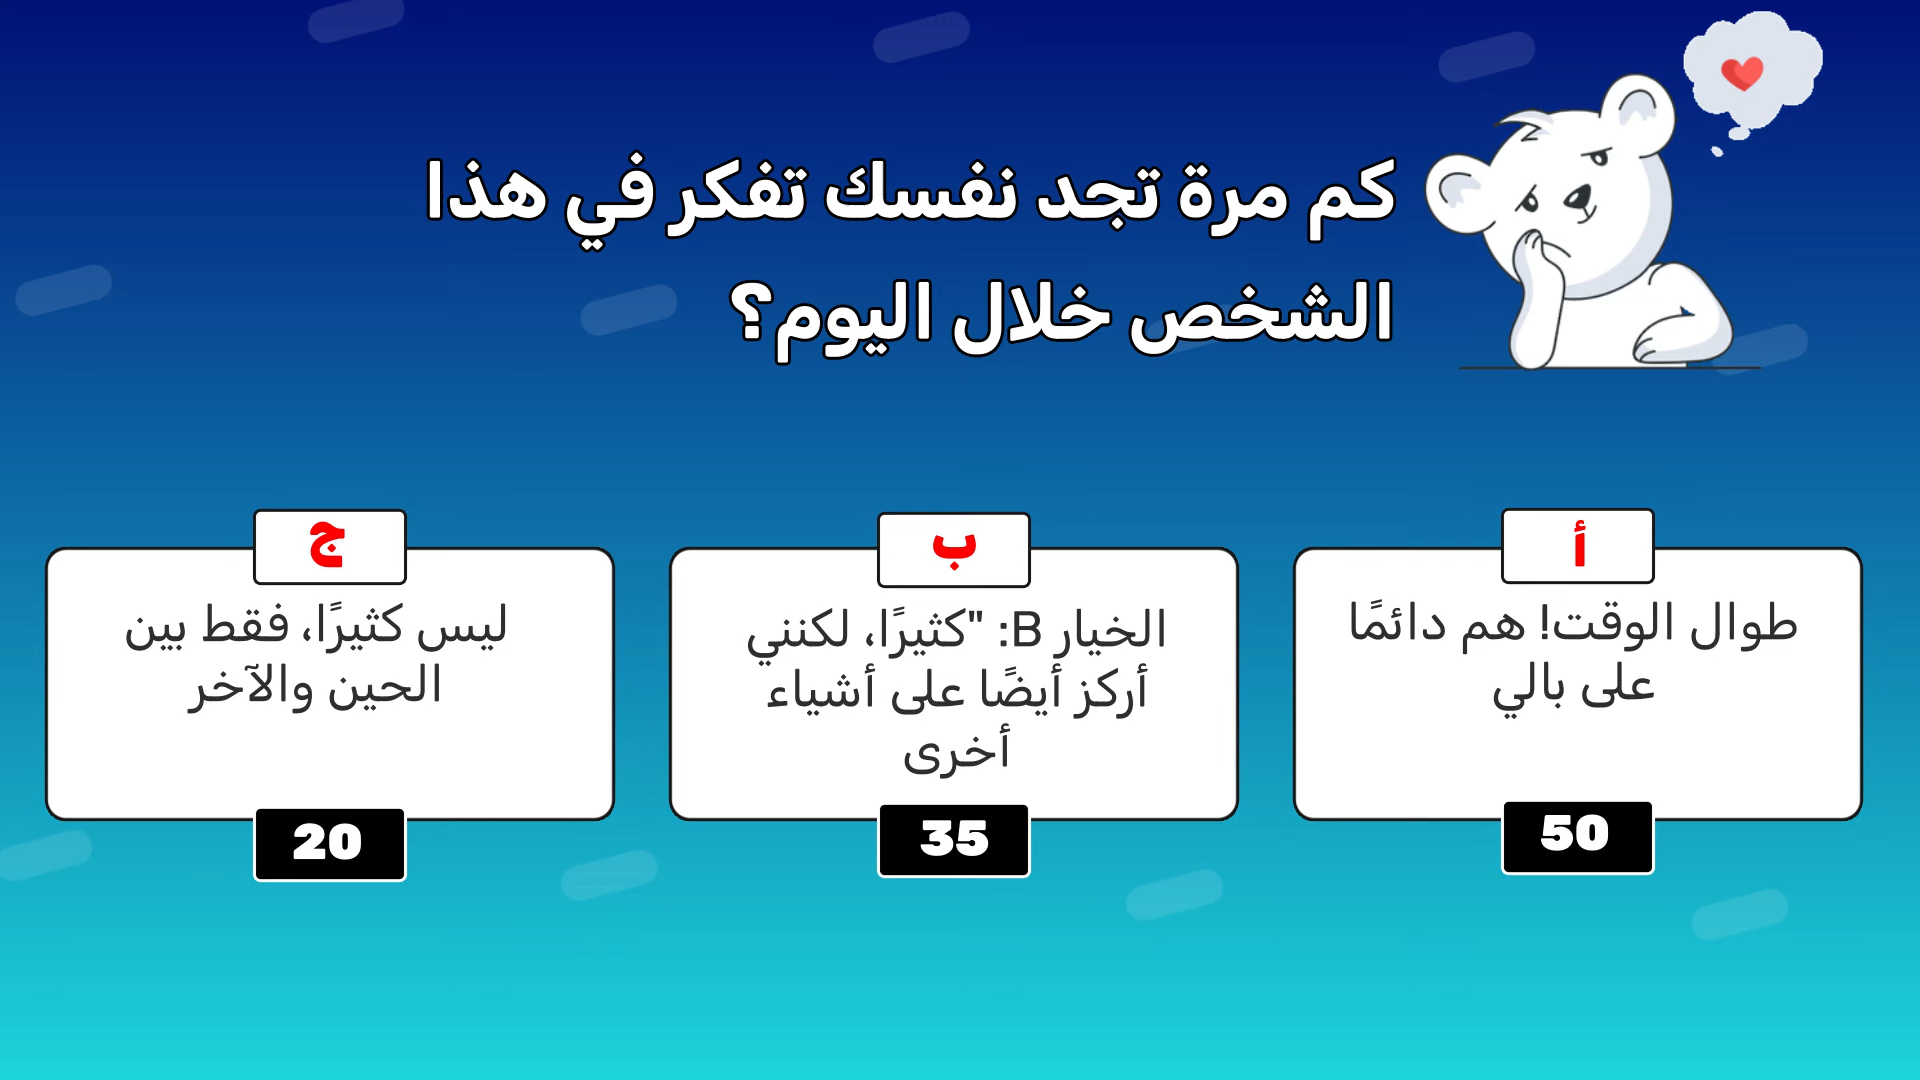 كم مرة تجد نفسك تفكر في هذا
الشخص خلال اليوم؟
أ
طوال الوقت! هم دائمًا
على بالي
50
ب
الخيار B: "كثيرًا، لكنني
أركز أيضًا على أشياء
أخرى
35
ج
ليس كثيرًا، فقط بين
الحين والآخر
20